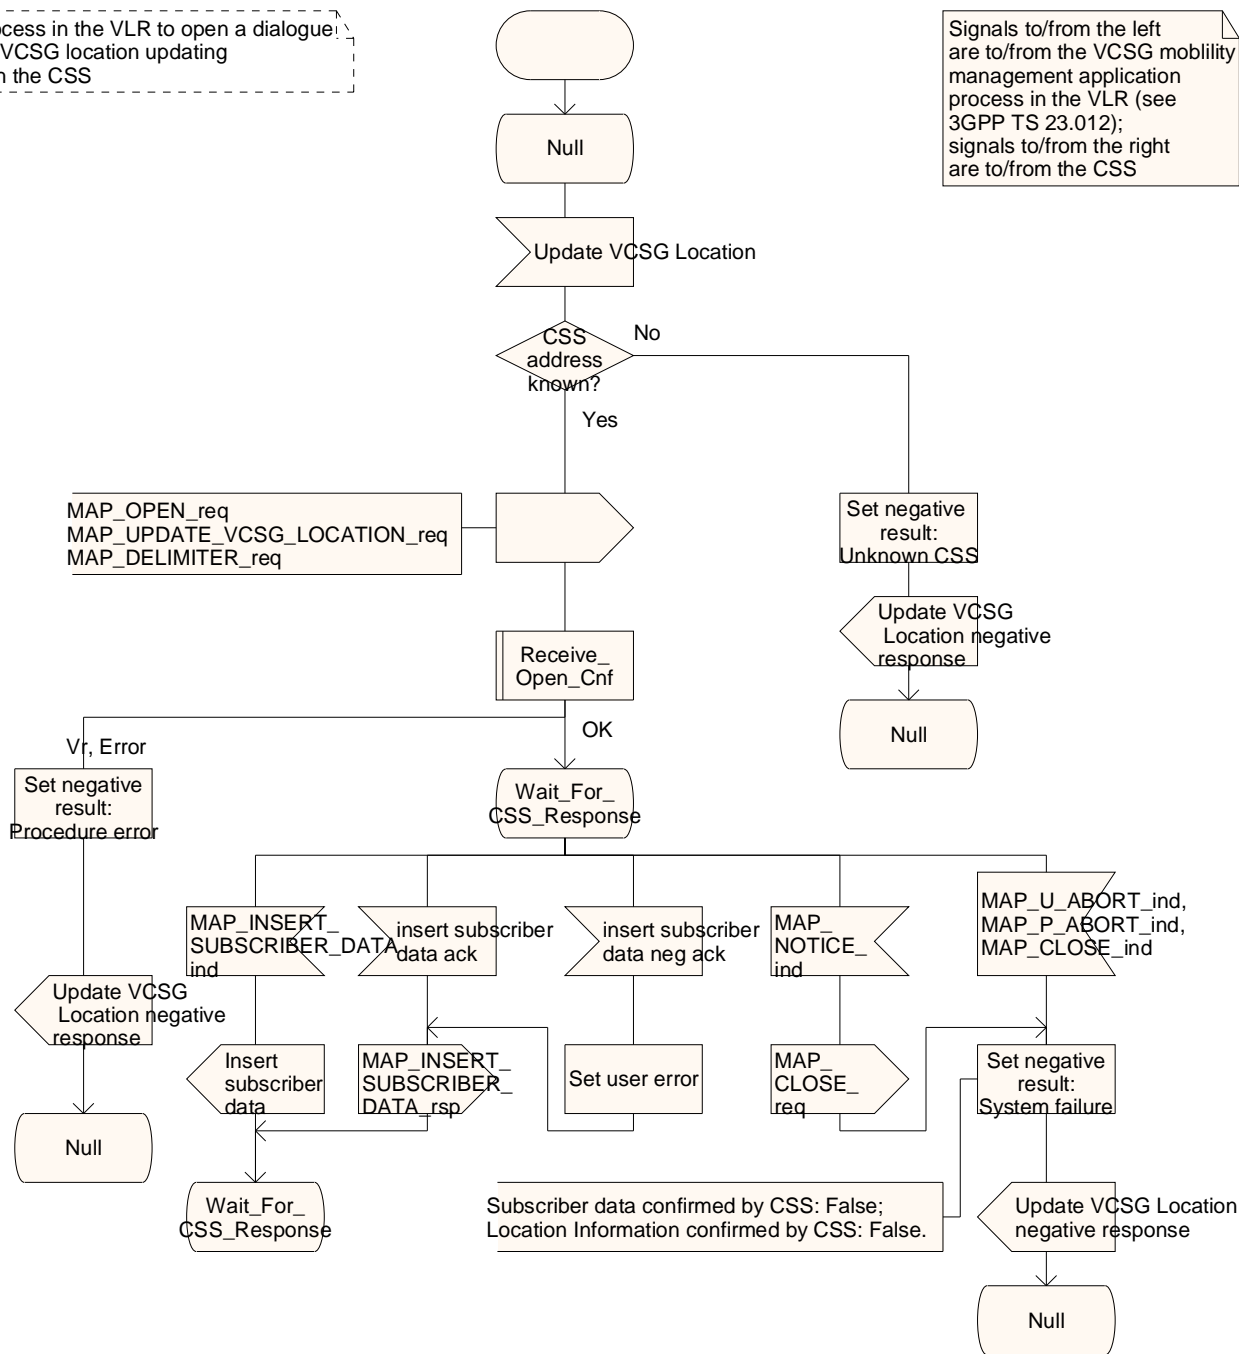 cess in the VLR to open a dialogue
VCSG location updating
n the CSS
Signals to/from the left
are to/from the VCSG moblility
management application
process in the VLR (see
3GPP TS 23.012);
signals to/from the right
are to/from the CSS
Null
Update VCSG Location
CSS
address
known?
No
Yes
MAP_OPEN_req
MAP_UPDATE_VCSG_LOCATION_req
MAP_DELIMITER_req
Set negative
result:
Unknown CSS
Update VCSG
Location negative
response
Null
Receive_
Open_Cnf
OK
Vr, Error
Set negative
result:
Procedure error
Wait_For_
CSS_Response
MAP_INSERT_
SUBSCRIBER_DATA_
ind
insert subscriber
data ack
insert subscriber
data neg ack
MAP_
NOTICE_
ind
MAP_U_ABORT_ind,
MAP_P_ABORT_ind,
MAP_CLOSE_ind
Update VCSG
Location negative
response
Insert
subscriber
data
MAP_INSERT_
SUBSCRIBER_
DATA_rsp
Set user error
MAP_
CLOSE_
req
Set negative
result:
System failure
Null
Wait_For_
CSS_Response
Subscriber data confirmed by CSS: False;
Location Information confirmed by CSS: False.
Update VCSG Location
negative response
Null